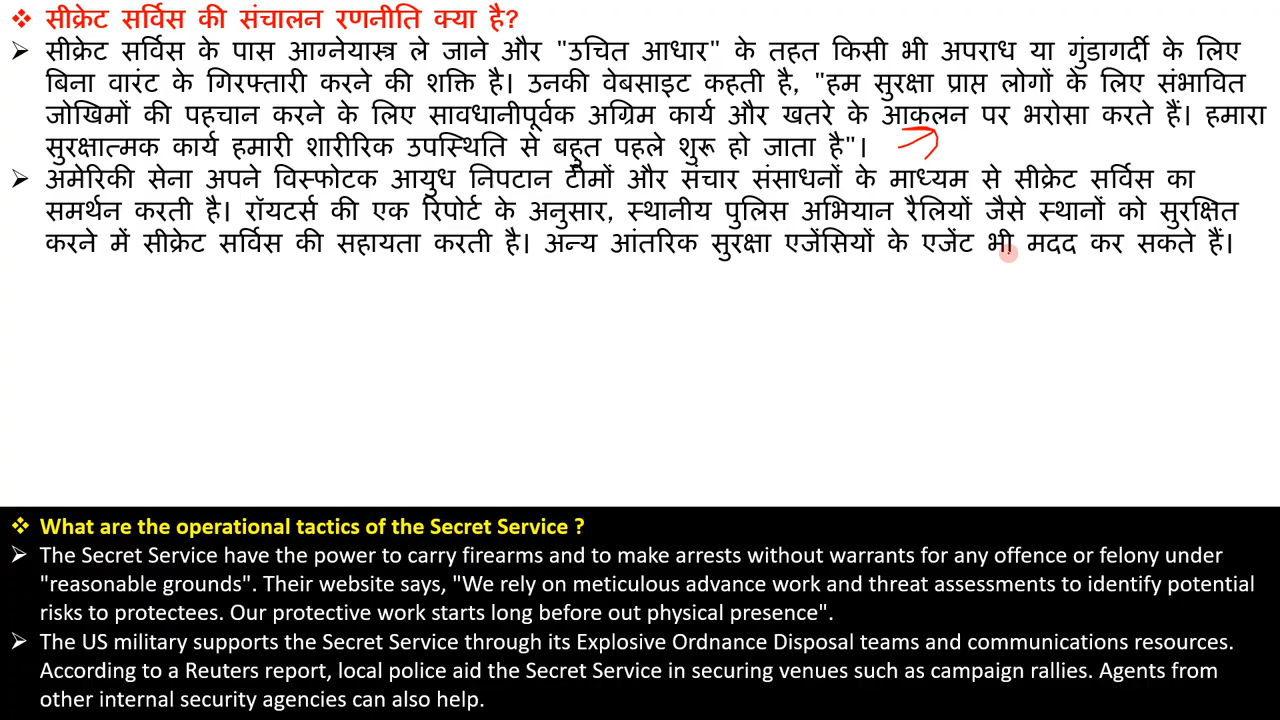 ❖ सीक्रेट सर्विस की संचालन रणनीति क्या है?
➢ सीक्रेट सर्विस के पास आग्नेयास्त्र ले जाने और "उचित आधार" के तहत किसी भी अपराध या गुंडागर्दी के लिए
बिना वारंट के गिरफ्तारी करने की शक्ति है। उनकी वेबसाइट कहती है, "हम सुरक्षा प्राप्त लोगों के लिए संभावित
जोखिमों की पहचान करने के लिए सावधानीपूर्वक अग्रिम कार्य और खतरे के आकलन पर भरोसा करते हैं। हमारा
सुरक्षात्मक कार्य हमारी शारीरिक उपस्थिति से बहुत पहले शुरू हो जाता है"।
➢ अमेरिकी सेना अपने विस्फोटक आयुध निपटान टीमों और संचार संसाधनों के माध्यम से सीक्रेट सर्विस का
समर्थन करती है। रॉयटर्स की एक रिपोर्ट के अनुसार, स्थानीय पुलिस अभियान रैलियों जैसे स्थानों को सुरक्षित
करने में सीक्रेट सर्विस की सहायता करती है। अन्य आंतरिक सुरक्षा एजेंसियों के एजेंट भी मदद कर सकते हैं।
❖ What are the operational tactics of the Secret Service ?
➢ The Secret Service have the power to carry firearms and to make arrests without warrants for any offence or felony under
"reasonable grounds". Their website says, "We rely on meticulous advance work and threat assessments to identify potential
risks to protectees. Our protective work starts long before out physical presence".
➢ The US military supports the Secret Service through its Explosive Ordnance Disposal teams and communications resources.
According to a Reuters report, local police aid the Secret Service in securing venues such as campaign rallies. Agents from
other internal security agencies can also help.